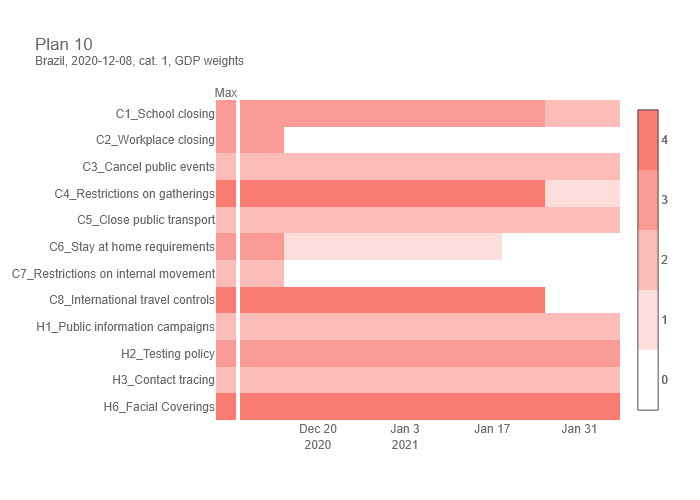 Plan 10
Brazil, 2020-12-08, cat. 1, GDP weights
Max
C1_School closing
C2_Workplace closing
C3_Cancel public events
C4_Restrictions on gatherings
C5_Close public transport
C6_Stay at home requirements
C7_Restrictions on internal movement
C8_International travel controls
H1_Public information campaigns
H2_Testing policy
H3_Contact tracing
H6_Facial Coverings
Dec 20 Jan 3 Jan 17 Jan 31
2020 2021
4
3
2
1
0